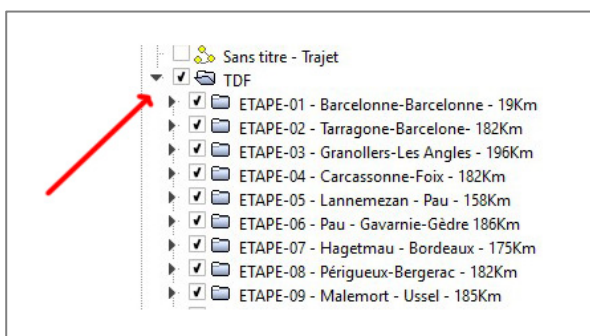 Sans titre - Trajet
TDF
ETAPE-01 - Barcelonne-Barcelonne - 19Km
ETAPE-02 - Tarragone-Barcelone- 182Km
ETAPE-03 - Granollers-Les Angles - 196Km
ETAPE-04 - Carcassonne-Foix - 182Km
ETAPE-05 - Lannemezan - Pau - 158Km
ETAPE-06 - Pau - Gavarnie-Gèdre 186Km
ETAPE-07 - Hagetmau - Bordeaux - 175Km
ETAPE-08 - Périgueux-Bergerac - 182Km
ETAPE-09 - Malemort - Ussel - 185Km